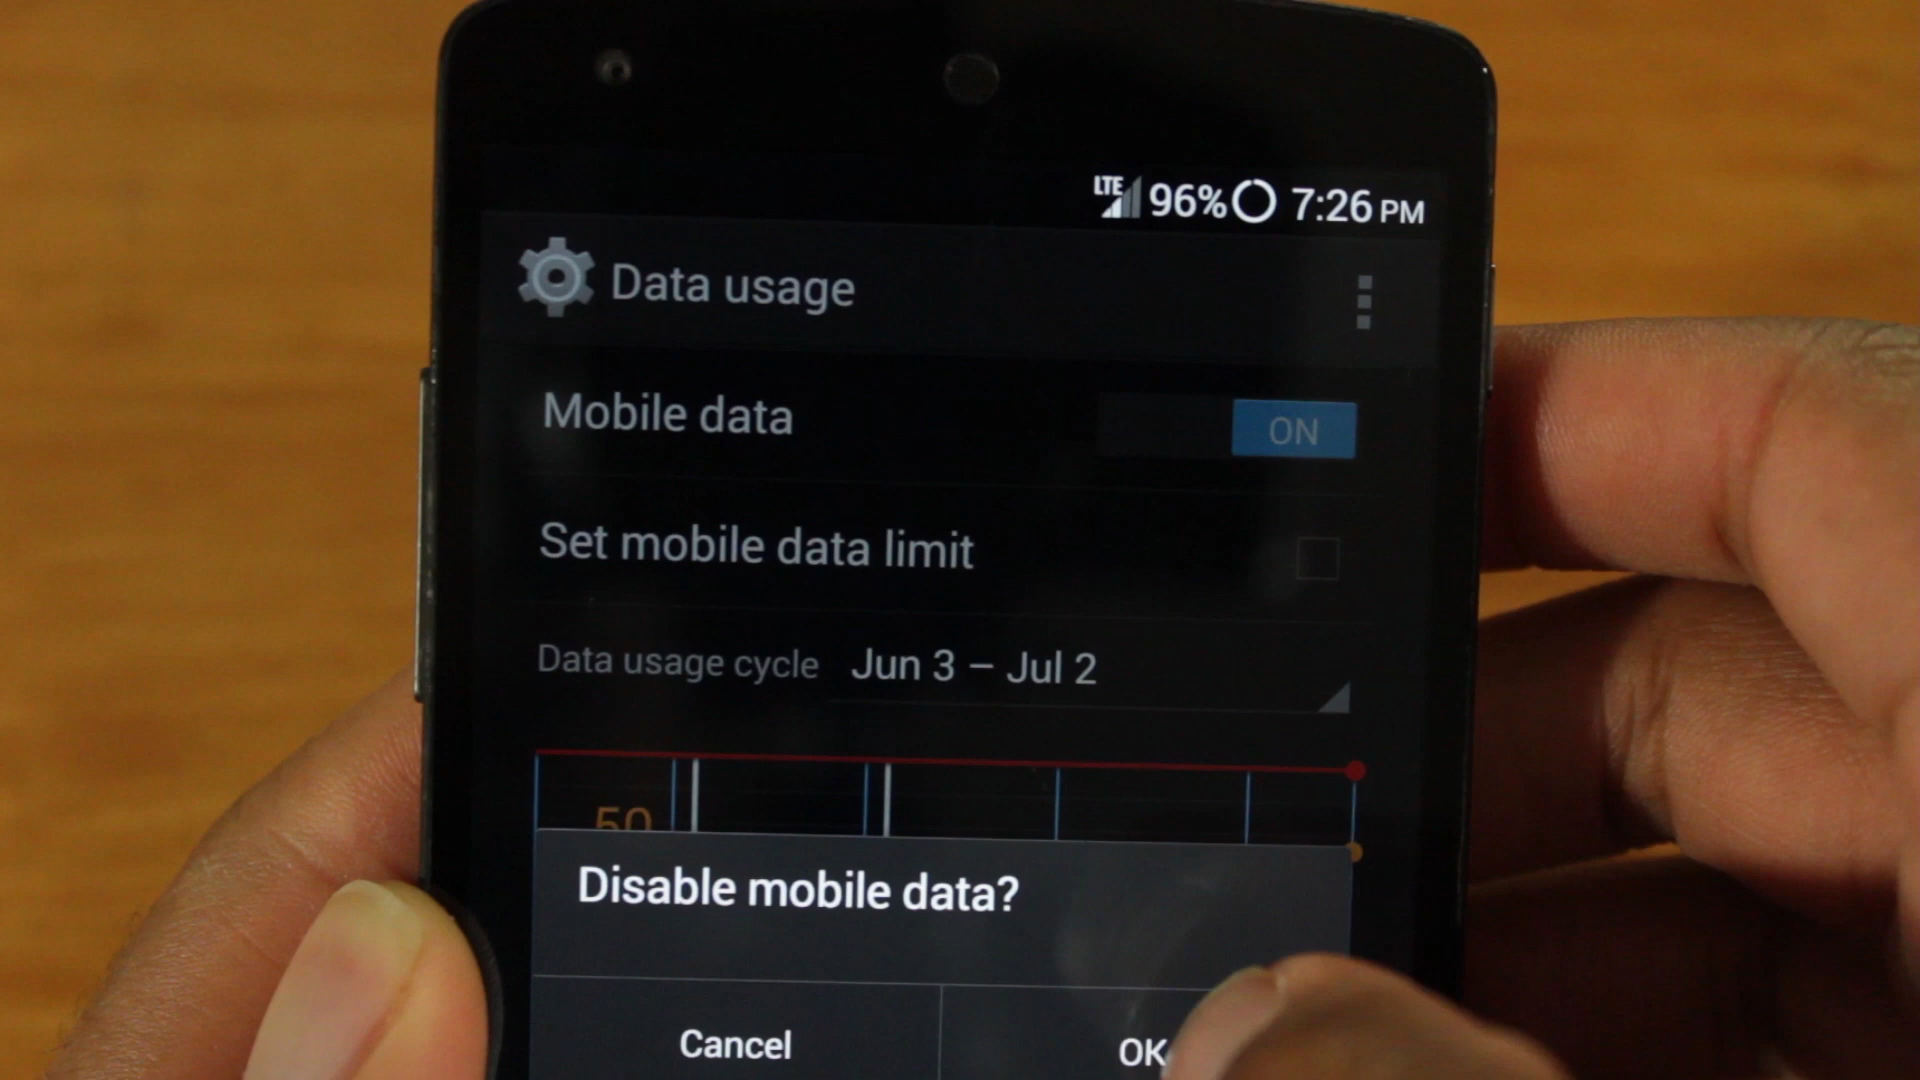 LTE 96% 7:26 PM
Data usage
Mobile data ON
Set mobile data limit
Data usage cycle Jun 3 – Jul 2
50
Disable mobile data?
Cancel OK